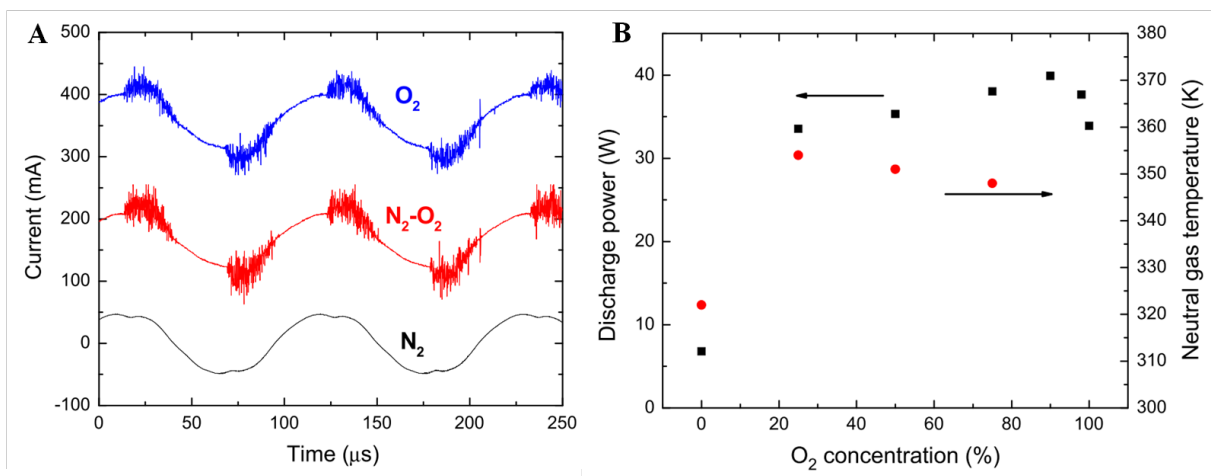 A
500
400
300
200
100
0
-100
Current (mA)
O2
N2-O2
N2
0 50 100 150 200 250
Time (μs)
B
40
30
20
10
0
Discharge power (W)
380
370
360
350
340
330
320
310
300
Neutral gas temperature (K)
0 20 40 60 80 100
O2 concentration (%)